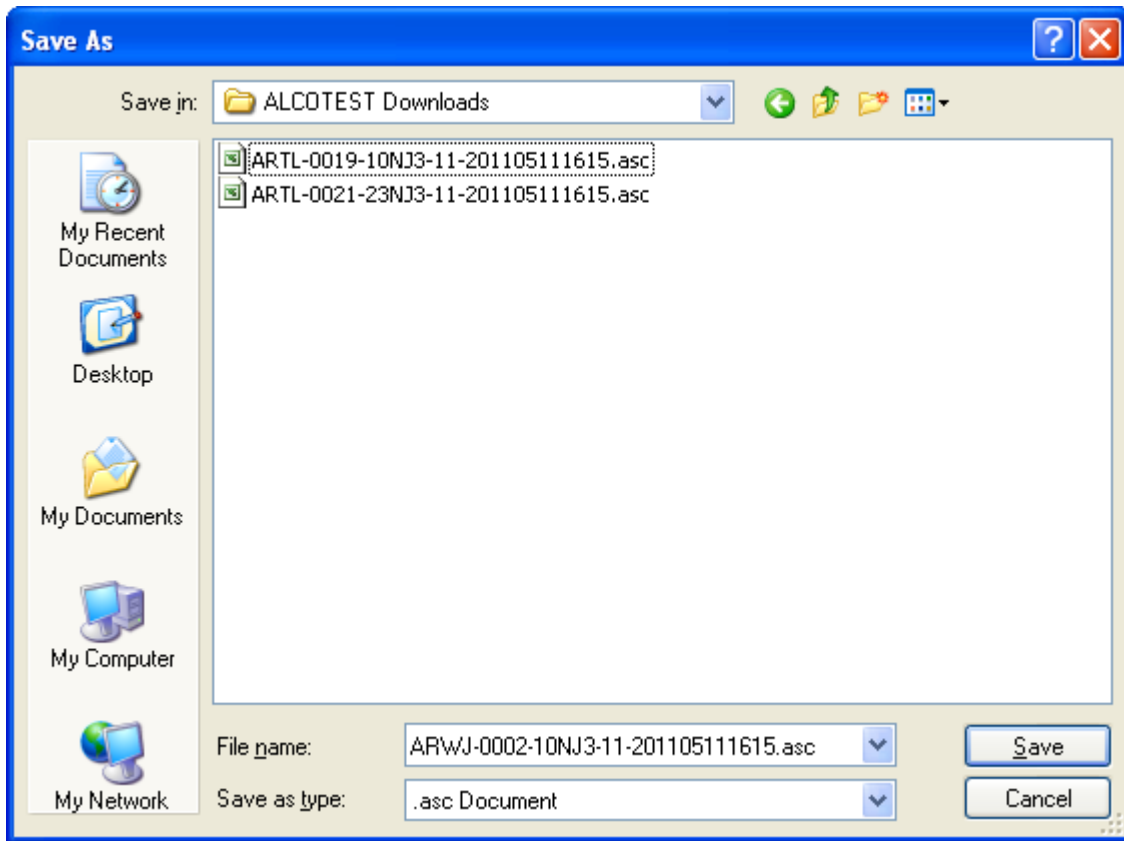 Save As
Save in:
ALCOTEST Downloads
ARTL-0019-10NJ3-11-201105111615.asc
ARTL-0021-23NJ3-11-201105111615.asc
My Recent
Documents
Desktop
My Documents
My Computer
My Network
File name:
ARWJ-0002-10NJ3-11-201105111615.asc
Save
Save as type:
.asc Document
Cancel